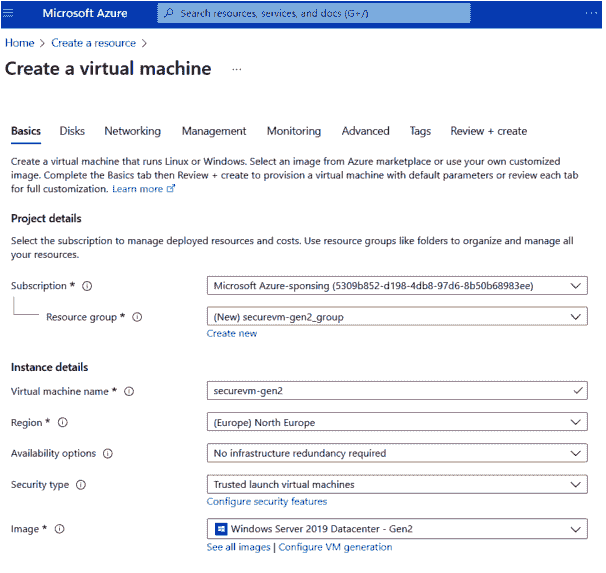 Microsoft Azure
Search resources, services, and docs (G+/)
Home > Create a resource >
Create a virtual machine ...
Basics Disks Networking Management Monitoring Advanced Tags Review + create
Create a virtual machine that runs Linux or Windows. Select an image from Azure marketplace or use your own customized
image. Complete the Basics tab then Review + create to provision a virtual machine with default parameters or review each tab
for full customization. Learn more
Project details
Select the subscription to manage deployed resources and costs. Use resource groups like folders to organize and manage all
your resources.
Subscription *
Microsoft Azure-sponsing (5309b852-d198-4db8-97d6-8b50b68983ee)
Resource group *
(New) securevm-gen2_group
Create new
Instance details
Virtual machine name *
securevm-gen2
Region *
(Europe) North Europe
Availability options
No infrastructure redundancy required
Security type
Trusted launch virtual machines
Configure security features
Image *
Windows Server 2019 Datacenter - Gen2
See all images | Configure VM generation